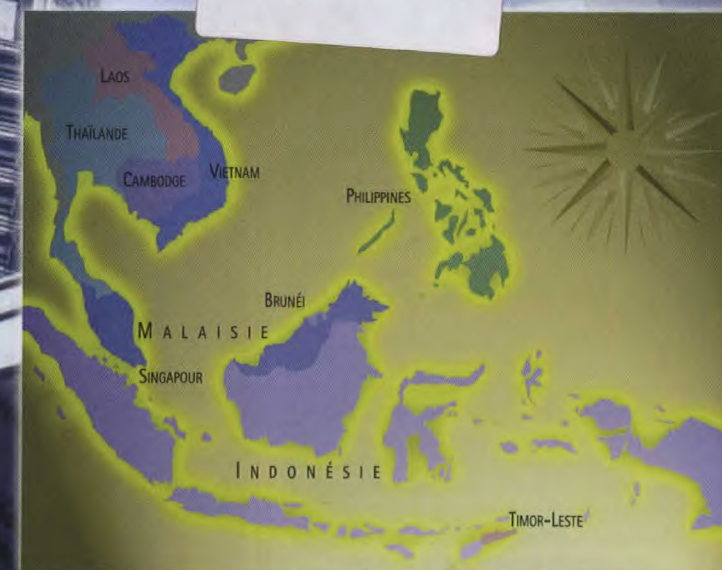 LAOS
THAÏLANDE
CAMBODGE
VIETNAM
PHILIPPINES
BRUNÉI
MALAISIE
SINGAPOUR
INDONÉSIE
TIMOR-LESTE